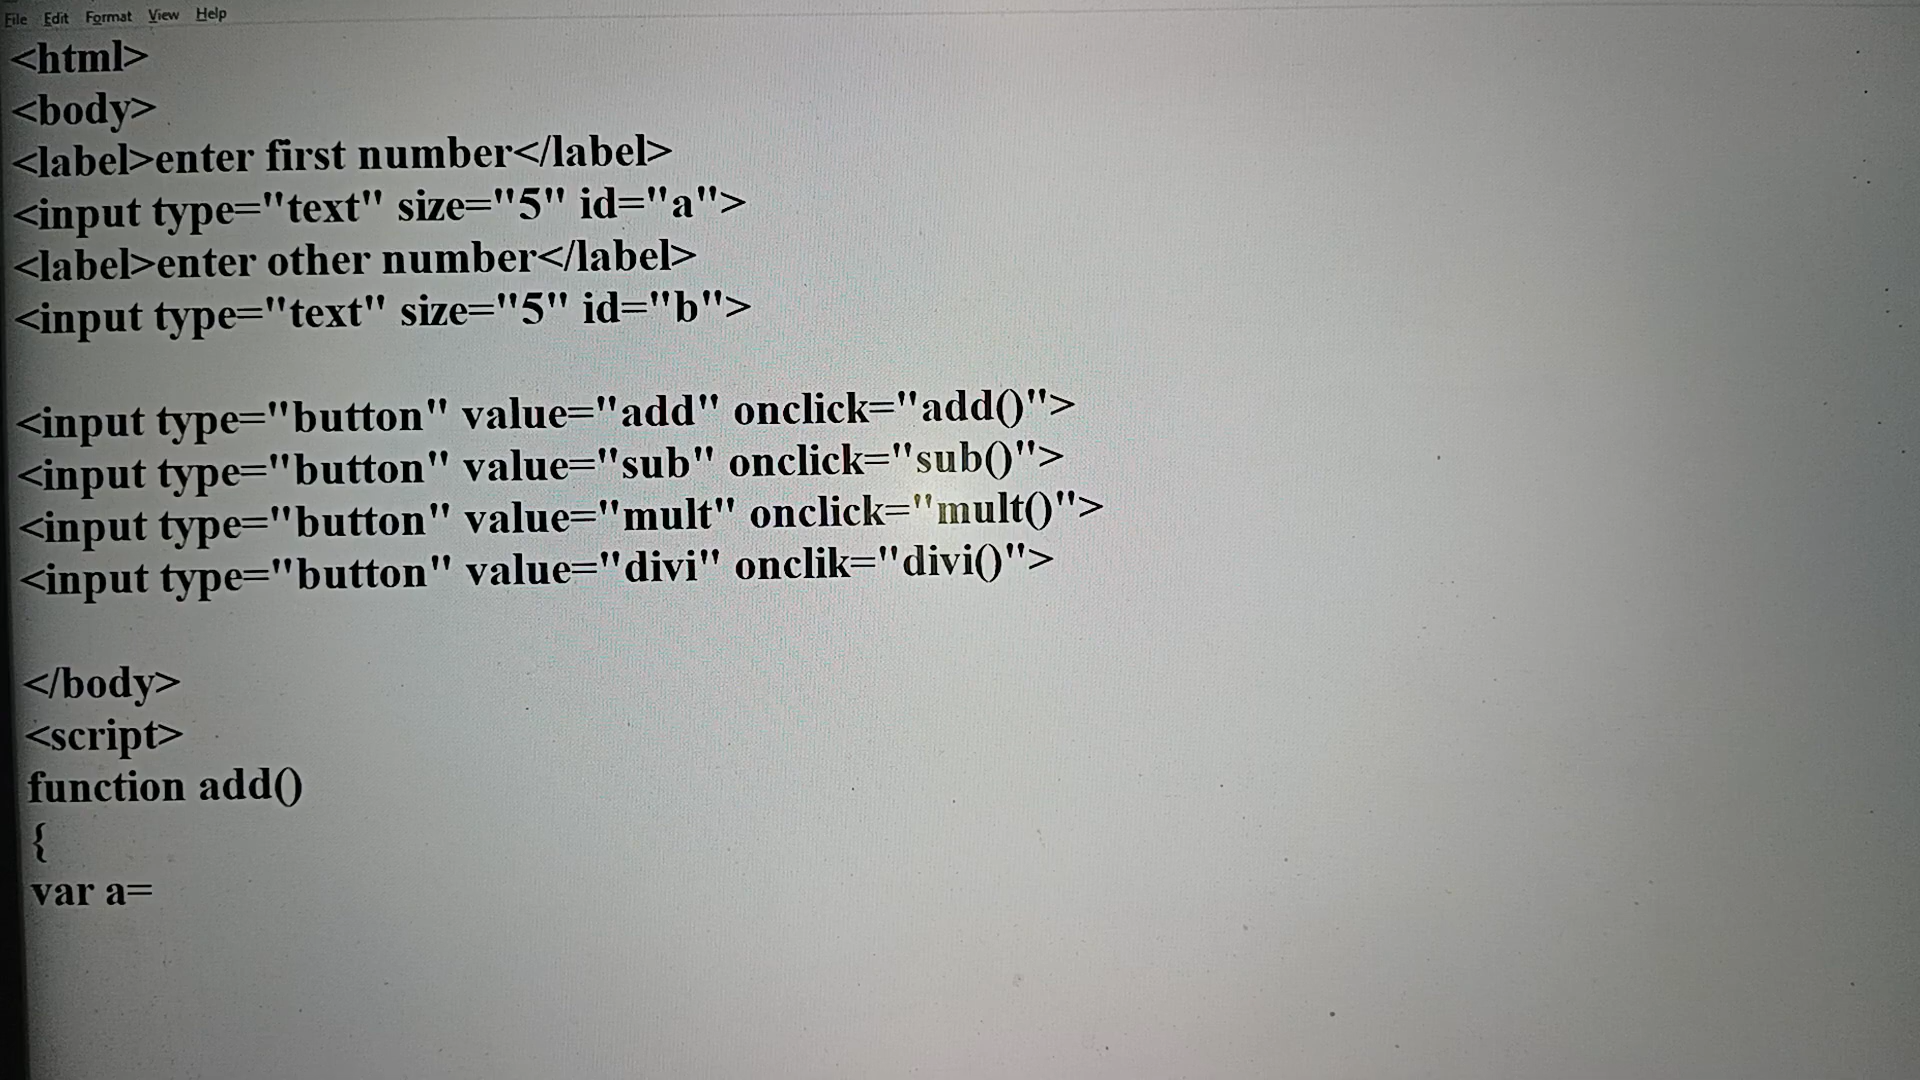 File Edit Format View Help
<html>
<body>
<label>enter first number</label>
<input type="text" size="5" id="a">
<label>enter other number</label>
<input type="text" size="5" id="b">
<input type="button" value="add" onclick="add()">
<input type="button" value="sub" onclick="sub()">
<input type="button" value="mult" onclick="mult()">
<input type="button" value="divi" onclik="divi()">
</body>
<script>
function add()
{
var a=